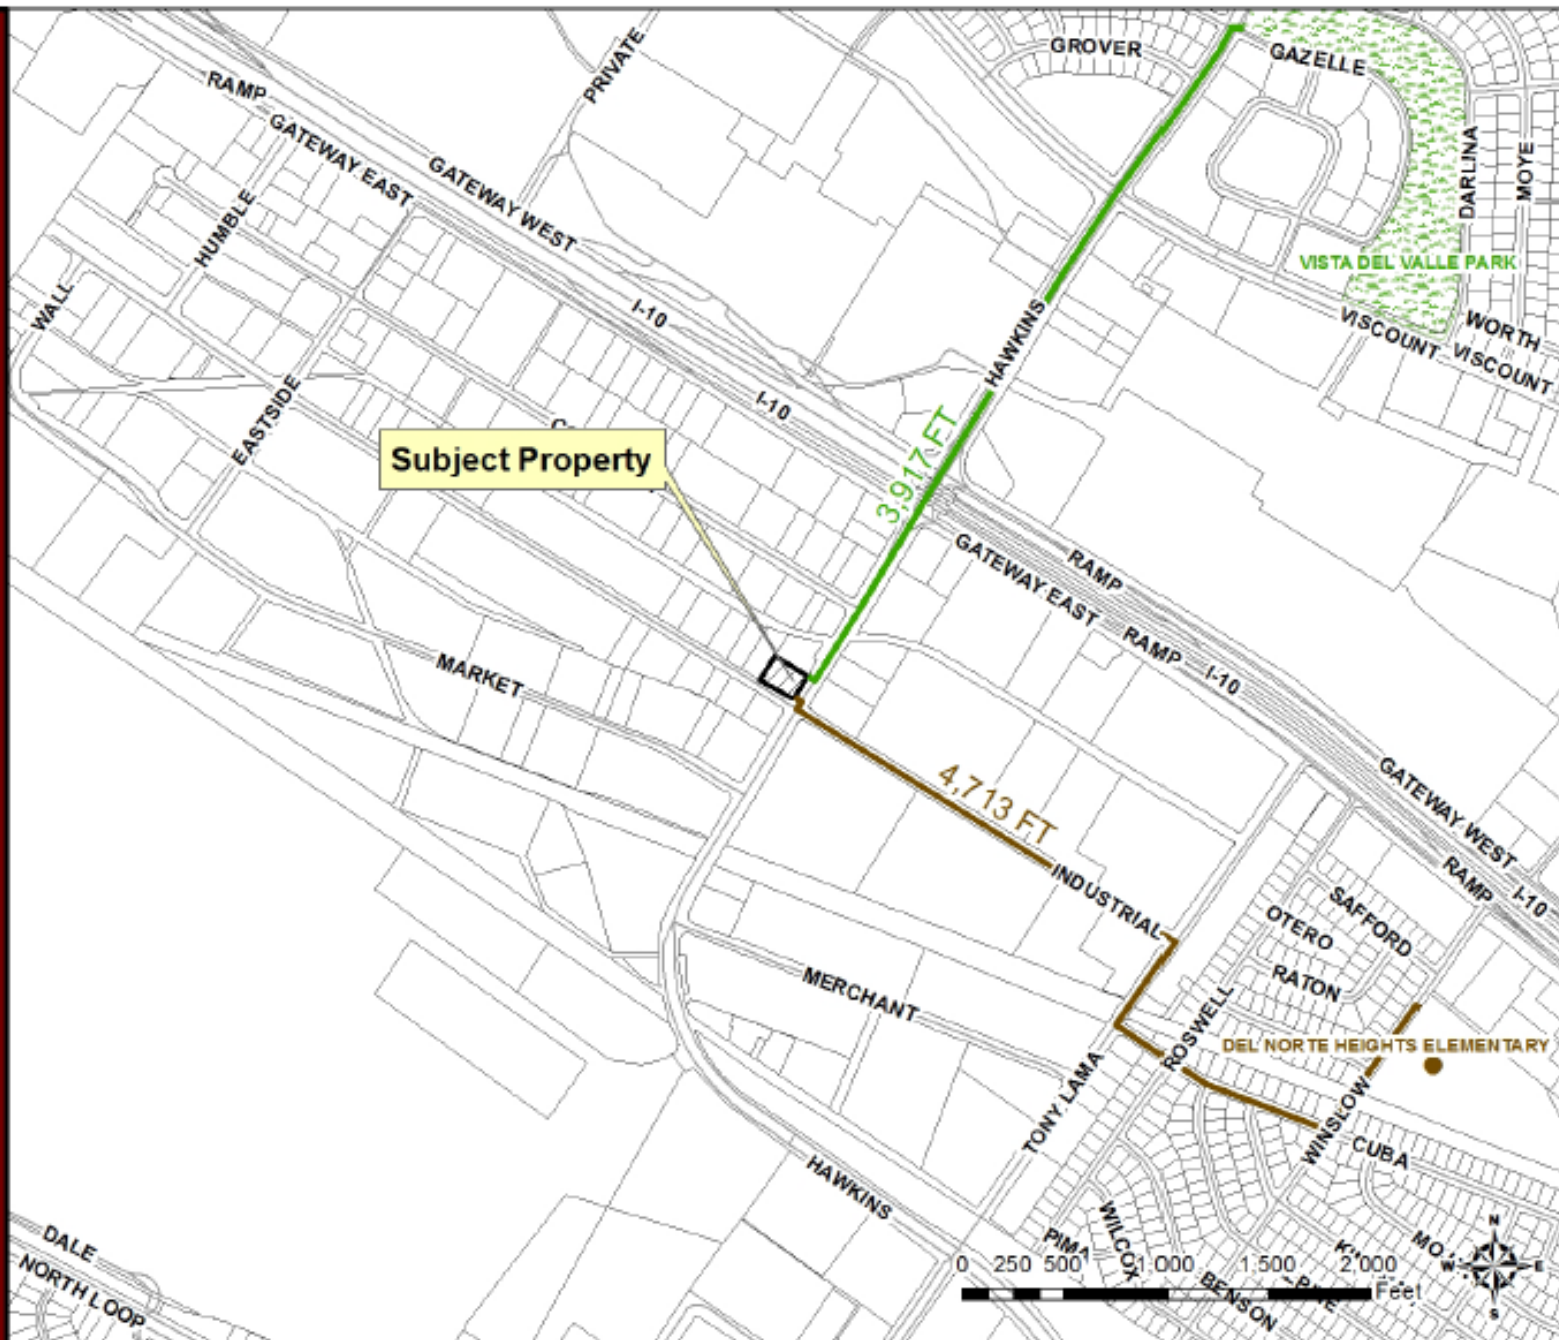 GROVER
GAZELLE
PRIVATE
RAMP
GATEWAY EAST
GATEWAY WEST
DARLINA
MOYE
HUMBLE
VISTA DEL VALLE PARK
WALL
I-10
HAWKINS
VISCOUNT
WORTH
VISCOUNT
EASTSIDE
I-10
3,917 FT
Subject Property
GATEWAY EAST
RAMP
RAMP
I-10
MARKET
4,713 FT
GATEWAY WEST
RAMP
I-10
INDUSTRIAL
SAFFORD
OTERO
RATON
MERCHANT
ROSWELL
DEL NORTE HEIGHTS ELEMENTARY
TONY LAMA
WINSLOW
CUBA
HAWKINS
WILCOX
PIMA
BENSON
DALE
NORTH LOOP
N
W
E
S
0 250 500 1,000 1,500 2,000
Feet